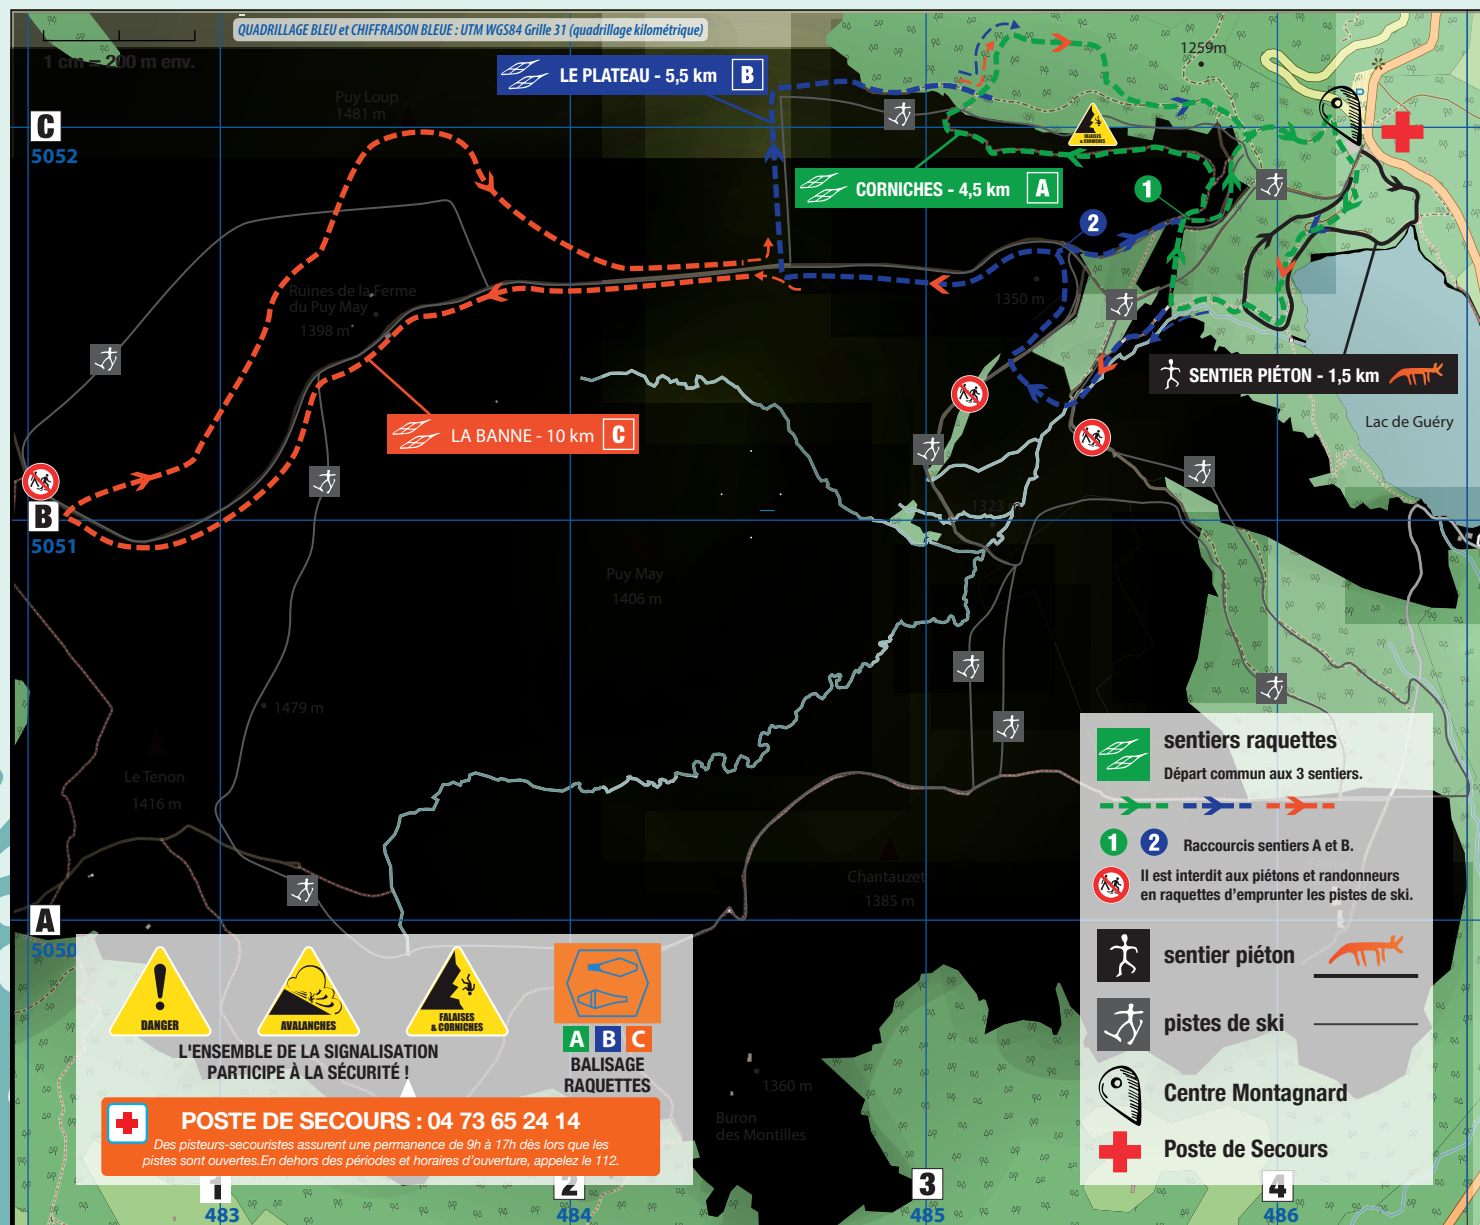 QUADRILLAGE BLEU et CHIFFRAISON BLEUE : UTM WGS84 Grille 31 (quadrillage kilométrique)
1 cm = 200 m env.
LE PLATEAU - 5,5 km B
1259m
Puy Loup
1481 m
C
5052
FALAISES
& CORNICHES
CORNICHES - 4,5 km A
1
2
Ruines de la Ferme
du Puy May
1398 m
1350 m
SENTIER PIÉTON - 1,5 km
Lac de Guéry
LA BANNE - 10 km C
B
5051
1323
Puy May
1406 m
1479 m
Le Tenon
1416 m
Chantauzet
1385 m
A
5050
1360 m
Buron
des Montilles
sentiers raquettes
Départ commun aux 3 sentiers.
1 2 Raccourcis sentiers A et B.
Il est interdit aux piétons et randonneurs
en raquettes d'emprunter les pistes de ski.
sentier piéton
pistes de ski
Centre Montagnard
Poste de Secours
DANGER
AVALANCHES
FALAISES
& CORNICHES
A B C
BALISAGE
RAQUETTES
L'ENSEMBLE DE LA SIGNALISATION
PARTICIPE À LA SÉCURITÉ !
POSTE DE SECOURS : 04 73 65 24 14
Des pisteurs-secouristes assurent une permanence de 9h à 17h dès lors que les
pistes sont ouvertes.En dehors des périodes et horaires d'ouverture, appelez le 112.
1 2 3 4
483 484 485 486